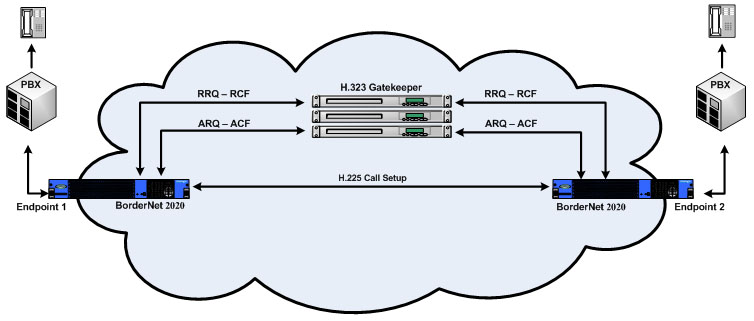 PBX
PBX
H.323 Gatekeeper
RRQ – RCF
RRQ – RCF
ARQ – ACF
ARQ – ACF
H.225 Call Setup
Endpoint 1
BorderNet 2020
BorderNet 2020
Endpoint 2